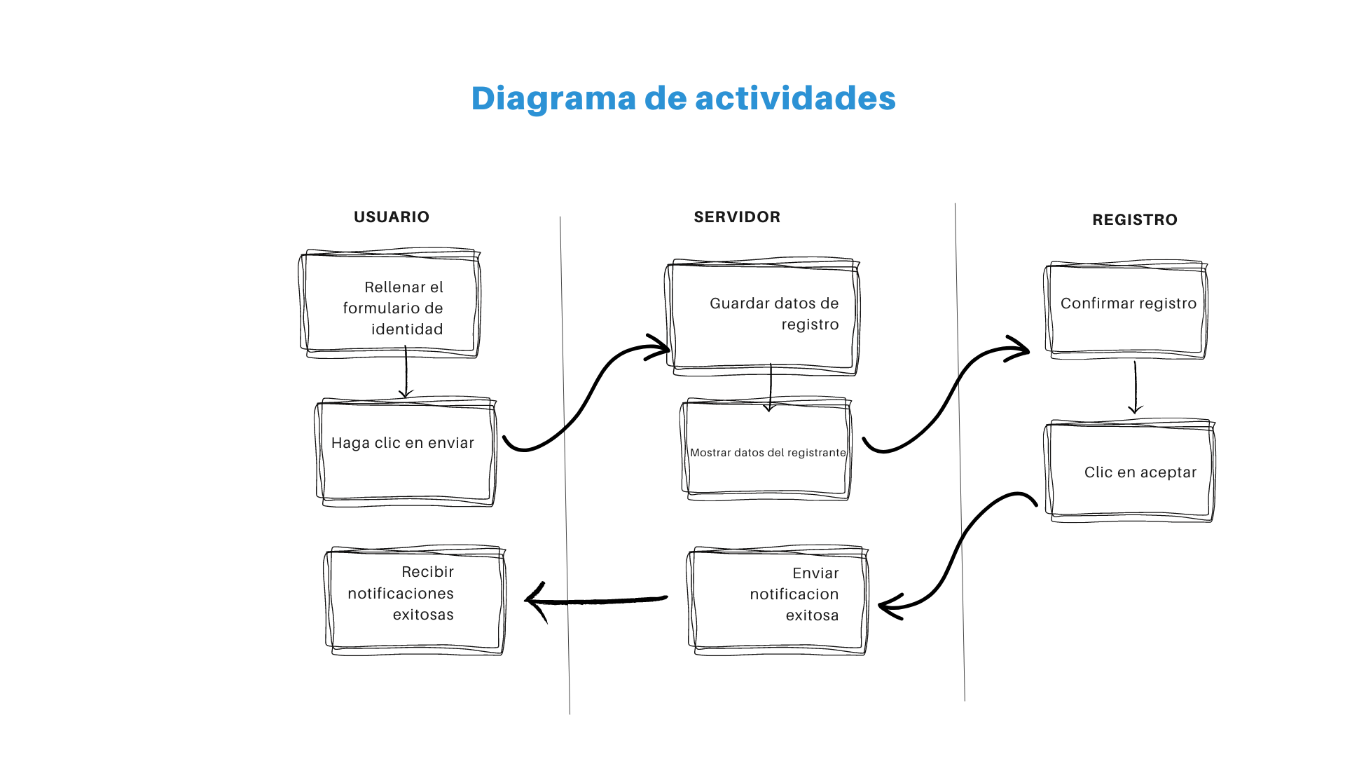 Diagrama de actividades
USUARIO
SERVIDOR
REGISTRO
Rellenar el
formulario de
identidad
Guardar datos de
registro
Confirmar registro
Haga clic en enviar
Mostrar datos del registrante
Clic en aceptar
Recibir
notificaciones
exitosas
Enviar
notificacion
exitosa